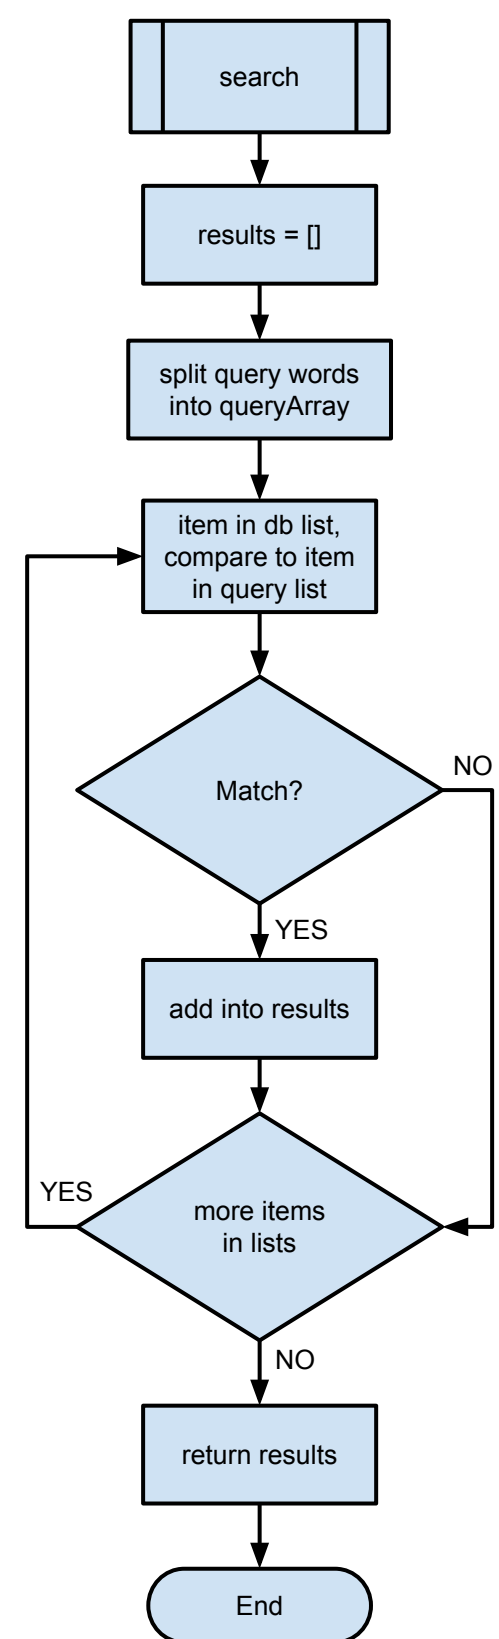 search
results = []
split query words
into queryArray
item in db list,
compare to item
in query list
Match?
NO
YES
add into results
YES
more items
in lists
NO
return results
End